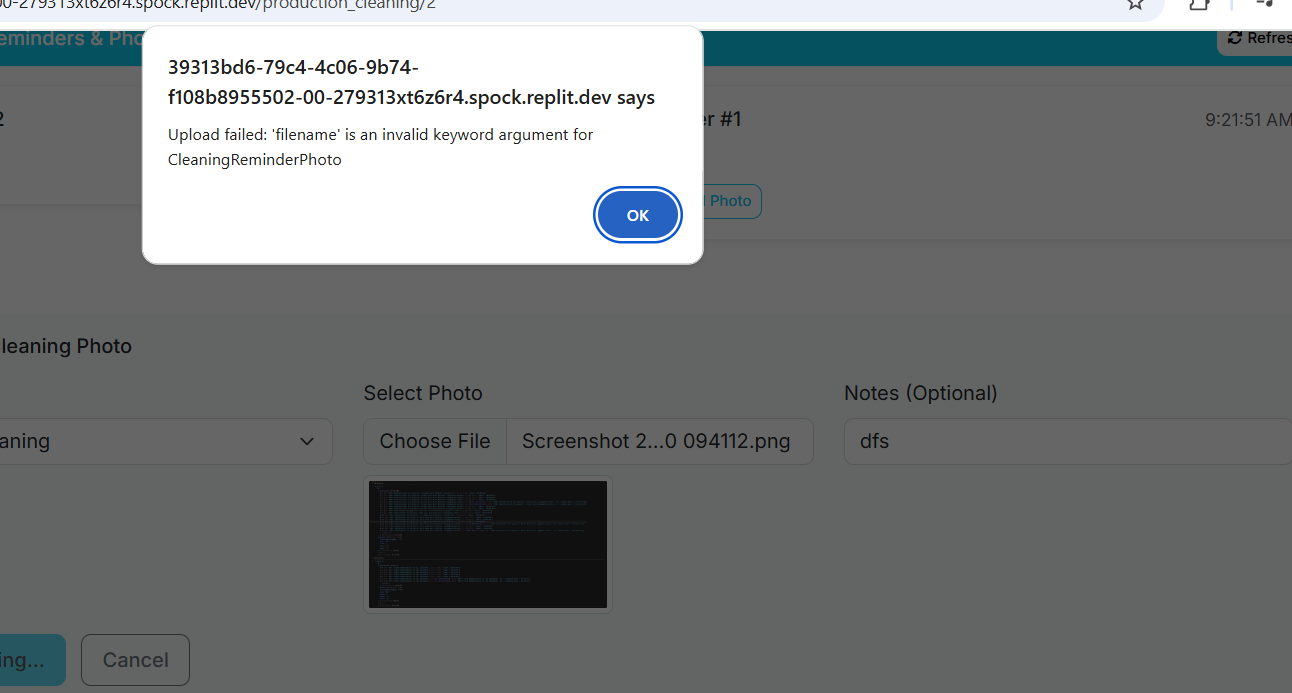 00-279313xt6z6r4.spock.replit.dev/production_cleaning/2
eminders & Pho
Refres
39313bd6-79c4-4c06-9b74-
f108b8955502-00-279313xt6z6r4.spock.replit.dev says
Upload failed: 'filename' is an invalid keyword argument for
CleaningReminderPhoto
OK
2
er #1
9:21:51 AM
Photo
leaning Photo
Select Photo
Notes (Optional)
aning
Choose File
Screenshot 2...0 094112.png
dfs
ing...
Cancel